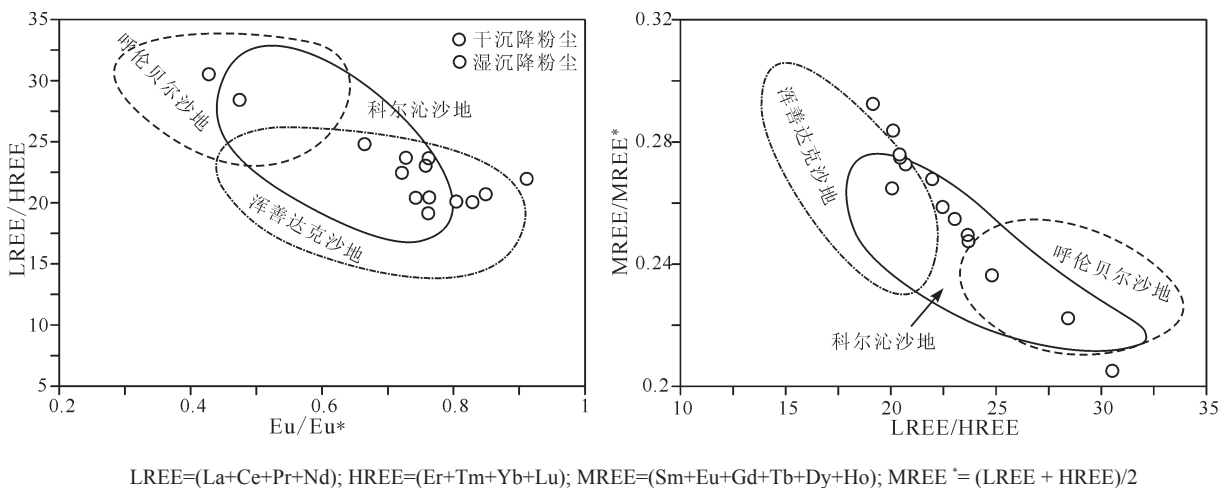 35
30
25
20
15
10
5
LREE/HREE
0.2
0.4
0.6
0.8
1
Eu/Eu*
干沉降粉尘
湿沉降粉尘
呼伦贝尔沙地
科尔沁沙地
浑善达克沙地
0.32
0.28
0.24
0.2
MREE/MREE*
10
15
20
25
30
35
LREE/HREE
浑善达克沙地
呼伦贝尔沙地
科尔沁沙地
LREE=(La+Ce+Pr+Nd); HREE=(Er+Tm+Yb+Lu); MREE=(Sm+Eu+Gd+Tb+Dy+Ho); MREE *= (LREE + HREE)/2